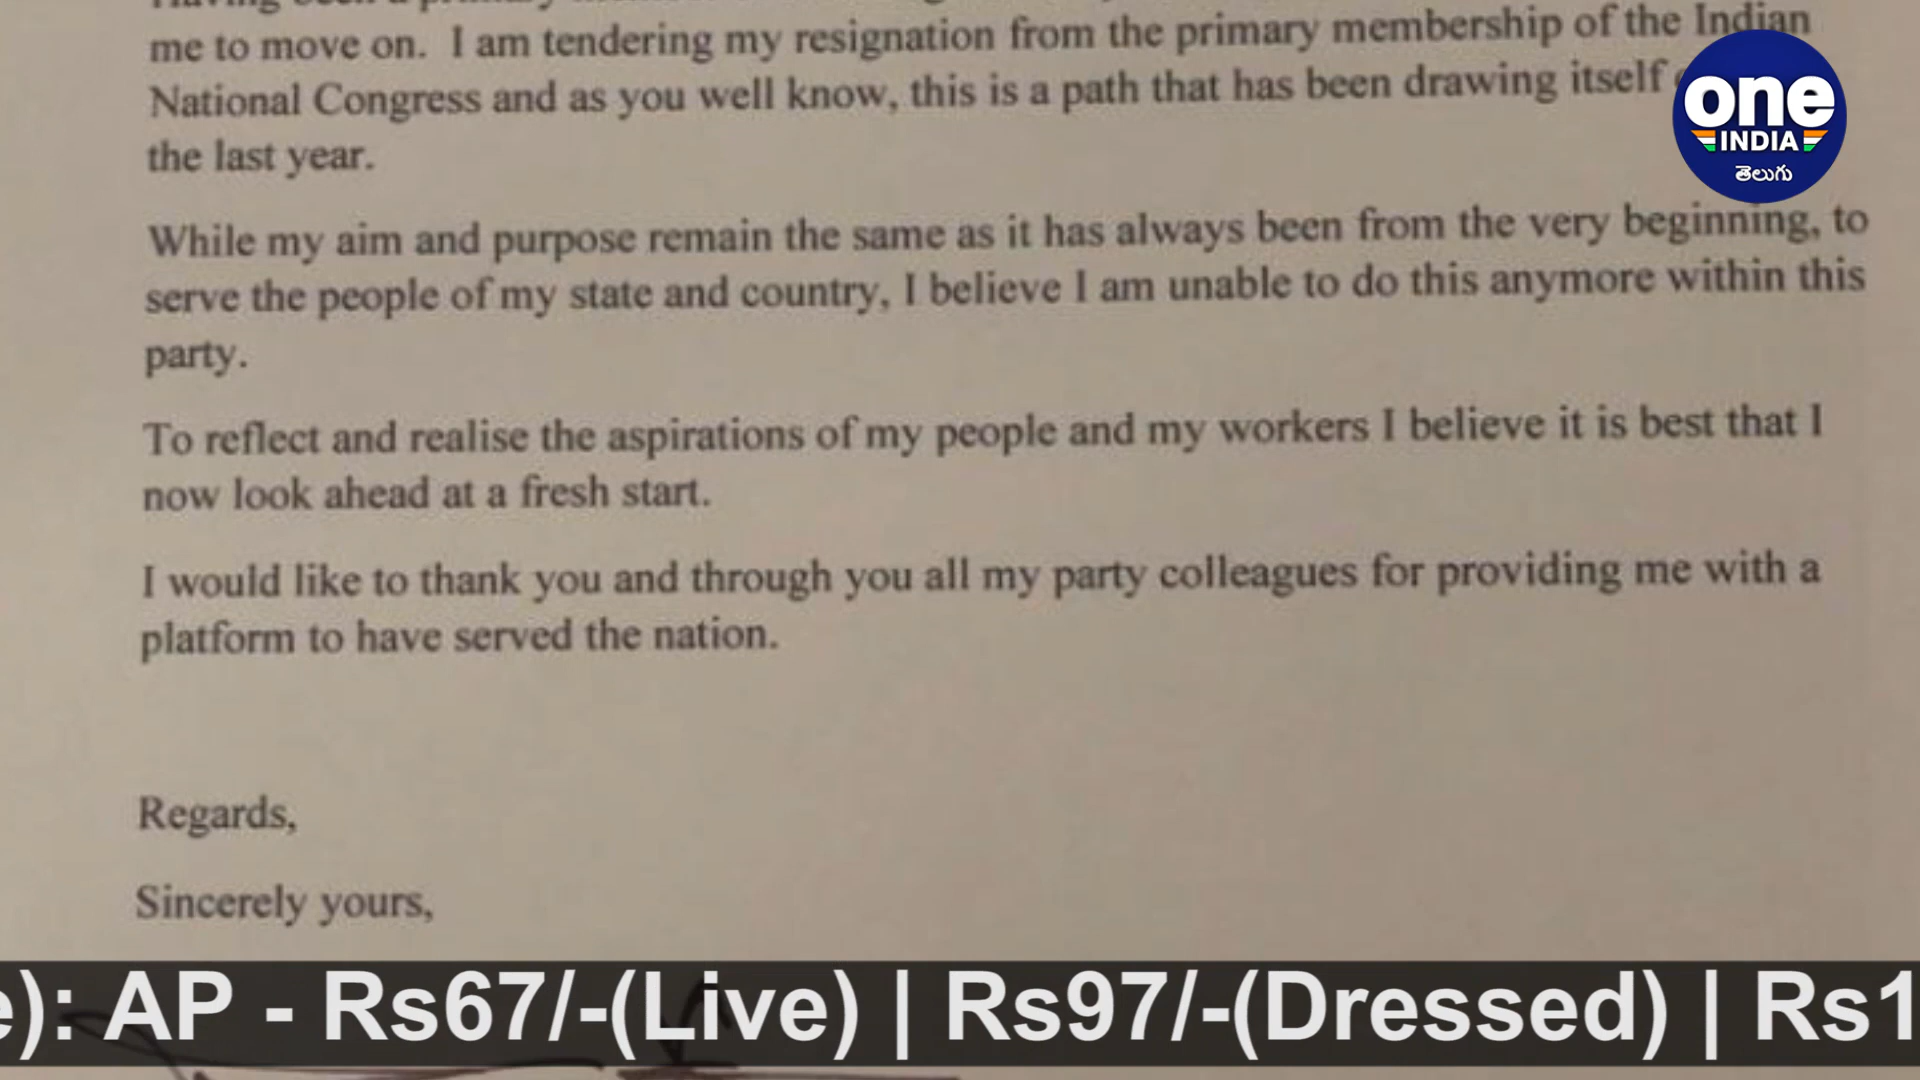 me to move on. I am tendering my resignation from the primary membership of the Indian
National Congress and as you well know, this is a path that has been drawing itself
the last year.
While my aim and purpose remain the same as it has always been from the very beginning, to
serve the people of my state and country, I believe I am unable to do this anymore within this
party.
To reflect and realise the aspirations of my people and my workers I believe it is best that I
now look ahead at a fresh start.
I would like to thank you and through you all my party colleagues for providing me with a
platform to have served the nation.
Regards,
Sincerely yours,
one
INDIA
తెలుగు
e): AP - Rs67/-(Live) | Rs97/-(Dressed) | Rs1